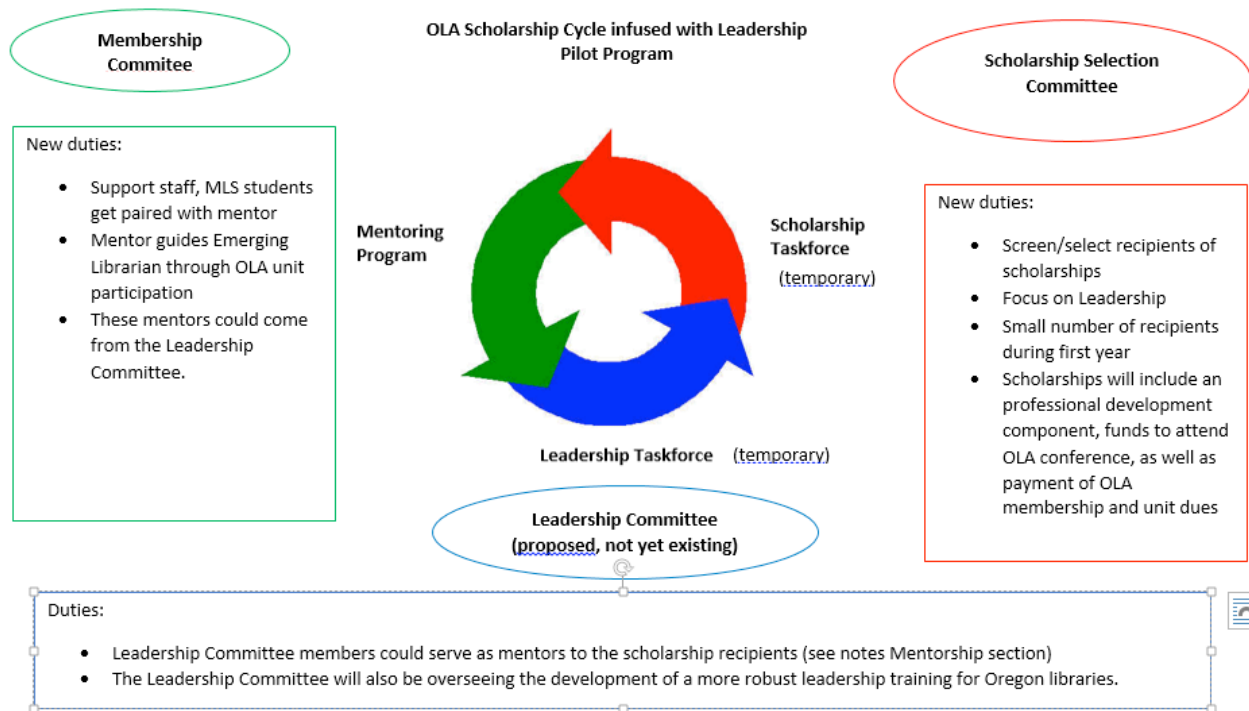 OLA Scholarship Cycle infused with Leadership
Pilot Program
Membership
Commitee
New duties:
• Support staff, MLS students
get paired with mentor
• Mentor guides Emerging
Librarian through OLA unit
participation
• These mentors could come
from the Leadership
Committee.
Mentoring
Program
Scholarship
Taskforce
(temporary)
Leadership Taskforce (temporary)
Scholarship Selection
Committee
New duties:
• Screen/select recipients of
scholarships
• Focus on Leadership
• Small number of recipients
during first year
• Scholarships will include an
professional development
component, funds to attend
OLA conference, as well as
payment of OLA
membership and unit dues
Leadership Committee
(proposed, not yet existing)
Duties:
• Leadership Committee members could serve as mentors to the scholarship recipients (see notes Mentorship section)
• The Leadership Committee will also be overseeing the development of a more robust leadership training for Oregon libraries.